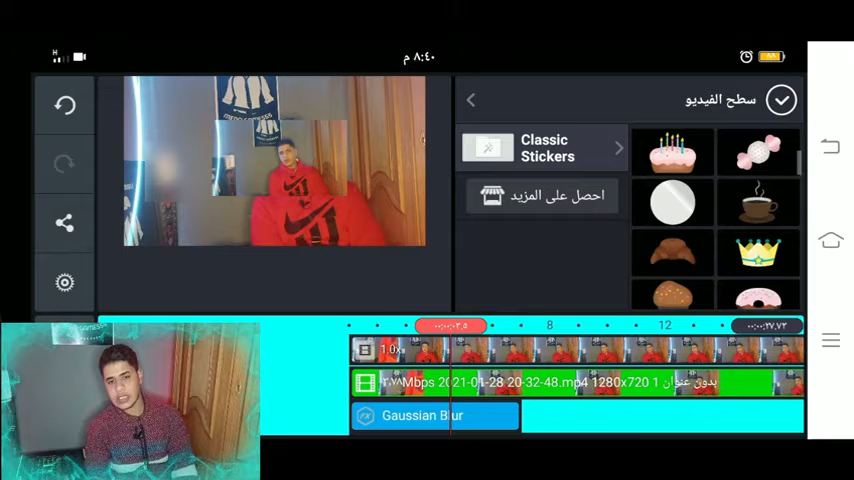 H
٨:٤٠ م
سطح الفيديو
Classic
Stickers
احصل على المزيد
8
12
1.0x
Mbps 2021-01-28 20-32-48.mp4 1280x720 1 بدون عنوان
Gaussian Blur